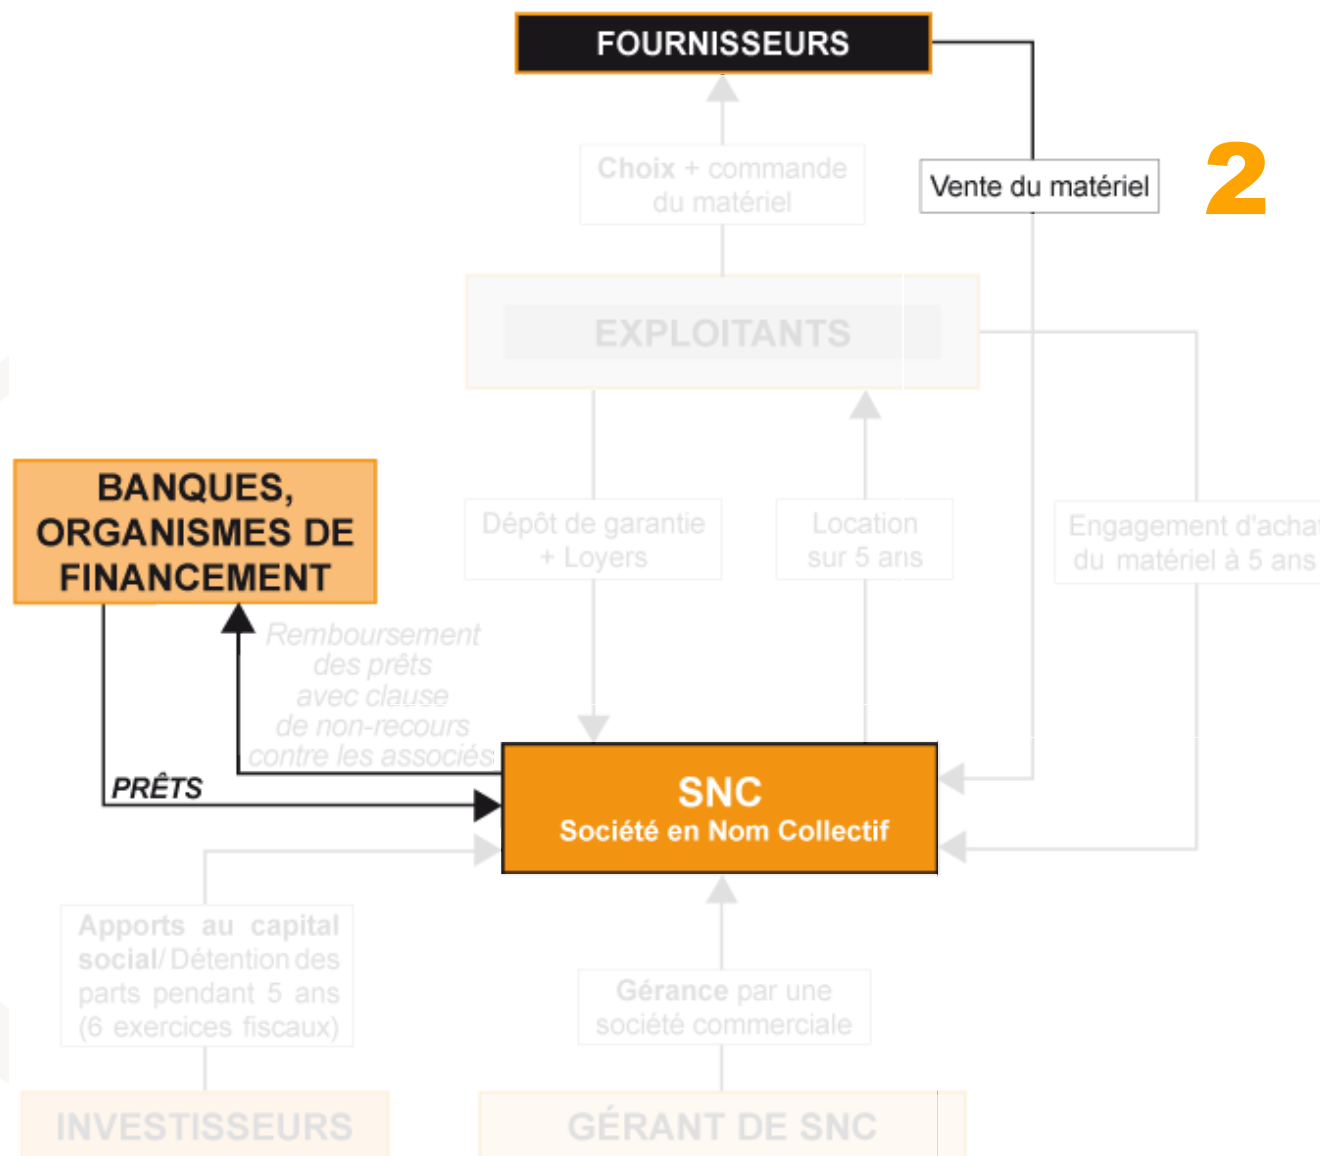 FOURNISSEURS
Choix + commande
du matériel
Vente du matériel
2
EXPLOITANTS
BANQUES,
ORGANISMES DE
FINANCEMENT
Dépôt de garantie
+ Loyers
Location
sur 5 ans
Engagement d'achat
du matériel à 5 ans
Remboursement
des prêts
avec clause
de non-recours
contre les associés
PRÊTS
SNC
Société en Nom Collectif
Apports au capital
social/ Détention des
parts pendant 5 ans
(6 exercices fiscaux)
Gérance par une
société commerciale
INVESTISSEURS
GÉRANT DE SNC